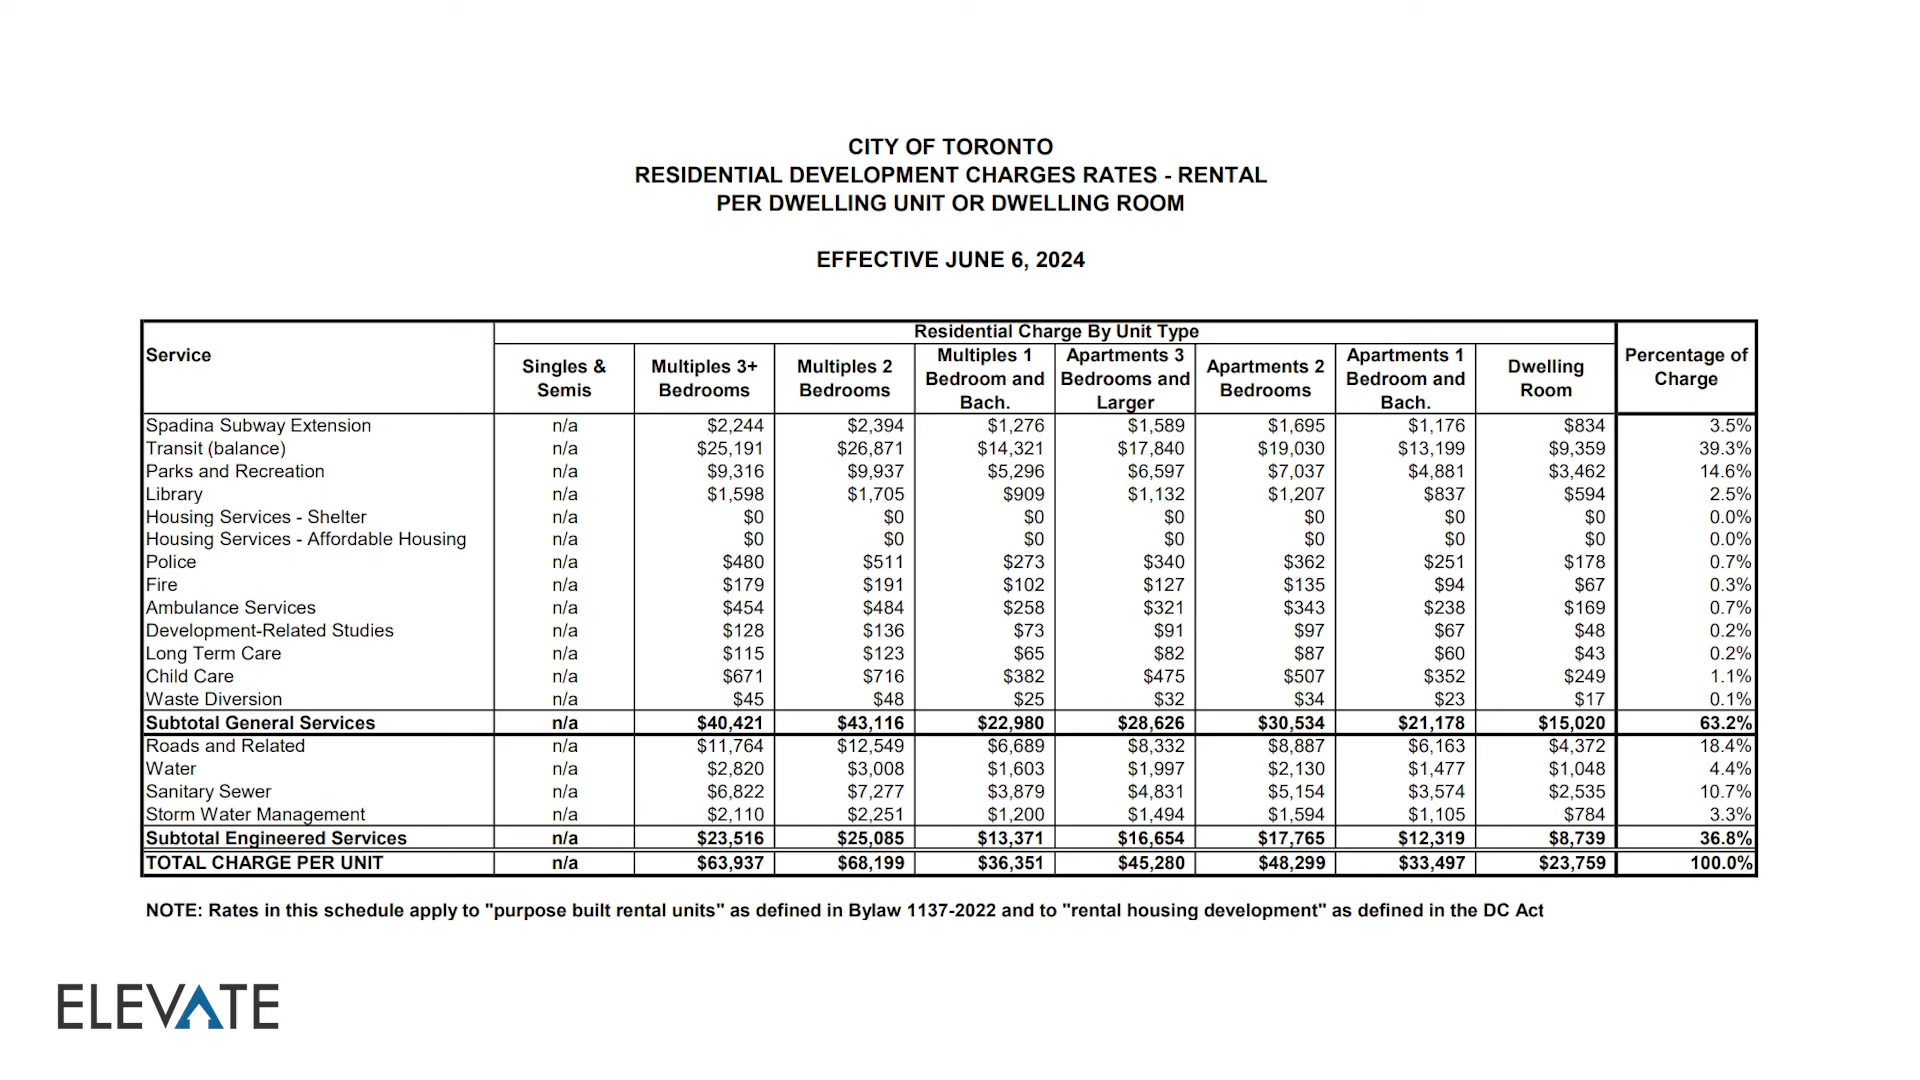 CITY OF TORONTO
RESIDENTIAL DEVELOPMENT CHARGES RATES - RENTAL
PER DWELLING UNIT OR DWELLING ROOM
EFFECTIVE JUNE 6, 2024
Residential Charge By Unit Type
Service Singles & Semis Multiples 3+ Bedrooms Multiples 2 Bedrooms Multiples 1 Bedroom and Bach. Apartments 3 Bedrooms and Larger Apartments 2 Bedrooms Apartments 1 Bedroom and Bach. Dwelling Room Percentage of Charge
Spadina Subway Extension n/a $2,244 $2,394 $1,276 $1,589 $1,695 $1,176 $834 3.5%
Transit (balance) n/a $25,191 $26,871 $14,321 $17,840 $19,030 $13,199 $9,359 39.3%
Parks and Recreation n/a $9,316 $9,937 $5,296 $6,597 $7,037 $4,881 $3,462 14.6%
Library n/a $1,598 $1,705 $909 $1,132 $1,207 $837 $594 2.5%
Housing Services - Shelter n/a $0 $0 $0 $0 $0 $0 $0 0.0%
Housing Services - Affordable Housing n/a $0 $0 $0 $0 $0 $0 $0 0.0%
Police n/a $480 $511 $273 $340 $362 $251 $178 0.7%
Fire n/a $179 $191 $102 $127 $135 $94 $67 0.3%
Ambulance Services n/a $454 $484 $258 $321 $343 $238 $169 0.7%
Development-Related Studies n/a $128 $136 $73 $91 $97 $67 $48 0.2%
Long Term Care n/a $115 $123 $65 $82 $87 $60 $43 0.2%
Child Care n/a $671 $716 $382 $475 $507 $352 $249 1.1%
Waste Diversion n/a $45 $48 $25 $32 $34 $23 $17 0.1%
Subtotal General Services n/a $40,421 $43,116 $22,980 $28,626 $30,534 $21,178 $15,020 63.2%
Roads and Related n/a $11,764 $12,549 $6,689 $8,332 $8,887 $6,163 $4,372 18.4%
Water n/a $2,820 $3,008 $1,603 $1,997 $2,130 $1,477 $1,048 4.4%
Sanitary Sewer n/a $6,822 $7,277 $3,879 $4,831 $5,154 $3,574 $2,535 10.7%
Storm Water Management n/a $2,110 $2,251 $1,200 $1,494 $1,594 $1,105 $784 3.3%
Subtotal Engineered Services n/a $23,516 $25,085 $13,371 $16,654 $17,765 $12,319 $8,739 36.8%
TOTAL CHARGE PER UNIT n/a $63,937 $68,199 $36,351 $45,280 $48,299 $33,497 $23,759 100.0%
NOTE: Rates in this schedule apply to "purpose built rental units" as defined in Bylaw 1137-2022 and to "rental housing development" as defined in the DC Act
ELEVATE